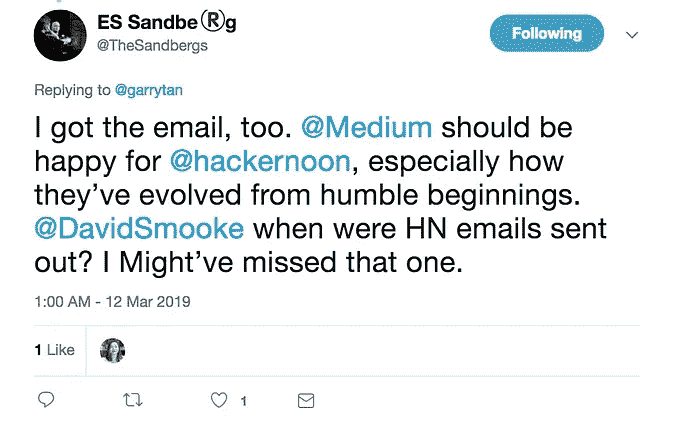 ES Sandbe®g
@TheSandbergs
Following
Replying to @garrytan
I got the email, too. @Medium should be
happy for @hackernoon, especially how
they’ve evolved from humble beginnings.
@DavidSmooke when were HN emails sent
out? I Might’ve missed that one.
1:00 AM - 12 Mar 2019
1 Like
1